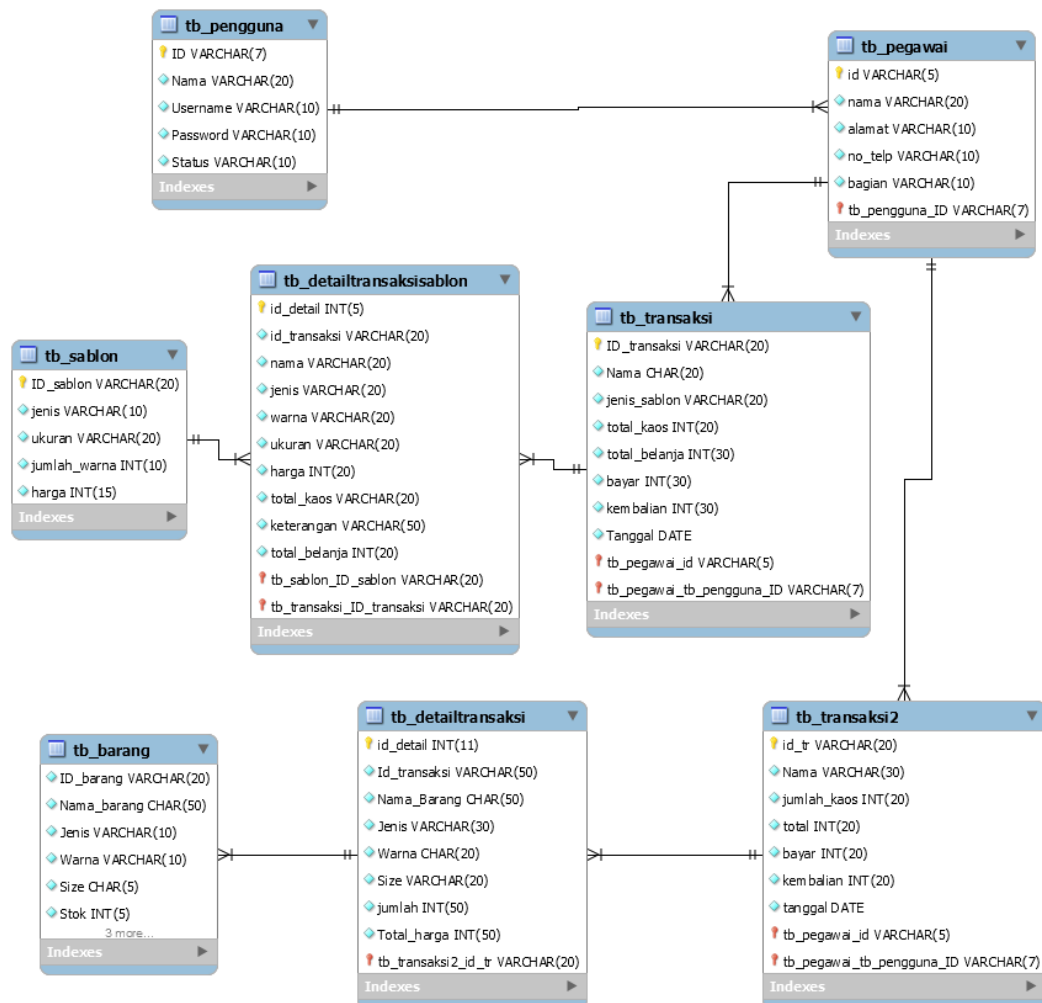 tb_pengguna
ID VARCHAR(7)
Nama VARCHAR(20)
Username VARCHAR(10)
Password VARCHAR(10)
Status VARCHAR(10)
Indexes
tb_pegawai
id VARCHAR(5)
nama VARCHAR(20)
alamat VARCHAR(10)
no_telp VARCHAR(10)
bagian VARCHAR(10)
tb_pengguna_ID VARCHAR(7)
Indexes
tb_detailtransaksisablon
id_detail INT(5)
id_transaksi VARCHAR(20)
nama VARCHAR(20)
jenis VARCHAR(20)
warna VARCHAR(20)
ukuran VARCHAR(20)
harga INT(20)
total_kaos VARCHAR(20)
keterangan VARCHAR(50)
total_belanja INT(20)
tb_sablon_ID_sablon VARCHAR(20)
tb_transaksi_ID_transaksi VARCHAR(20)
Indexes
tb_transaksi
ID_transaksi VARCHAR(20)
Nama CHAR(20)
jenis_sablon VARCHAR(20)
total_kaos INT(20)
total_belanja INT(30)
bayar INT(30)
kembalian INT(30)
Tanggal DATE
tb_pegawai_id VARCHAR(5)
tb_pegawai_tb_pengguna_ID VARCHAR(7)
Indexes
tb_sablon
ID_sablon VARCHAR(20)
jenis VARCHAR(10)
ukuran VARCHAR(20)
jumlah_warna INT(10)
harga INT(15)
Indexes
tb_barang
ID_barang VARCHAR(20)
Nama_barang CHAR(50)
Jenis VARCHAR(10)
Warna VARCHAR(10)
Size CHAR(5)
Stok INT(5)
3 more...
Indexes
tb_detailtransaksi
id_detail INT(11)
Id_transaksi VARCHAR(50)
Nama_Barang CHAR(50)
Jenis VARCHAR(30)
Warna CHAR(20)
Size VARCHAR(20)
jumlah INT(50)
Total_harga INT(50)
tb_transaksi2_id_tr VARCHAR(20)
Indexes
tb_transaksi2
id_tr VARCHAR(20)
Nama VARCHAR(30)
jumlah_kaos INT(20)
total INT(20)
bayar INT(20)
kembalian INT(20)
tanggal DATE
tb_pegawai_id VARCHAR(5)
tb_pegawai_tb_pengguna_ID VARCHAR(7)
Indexes